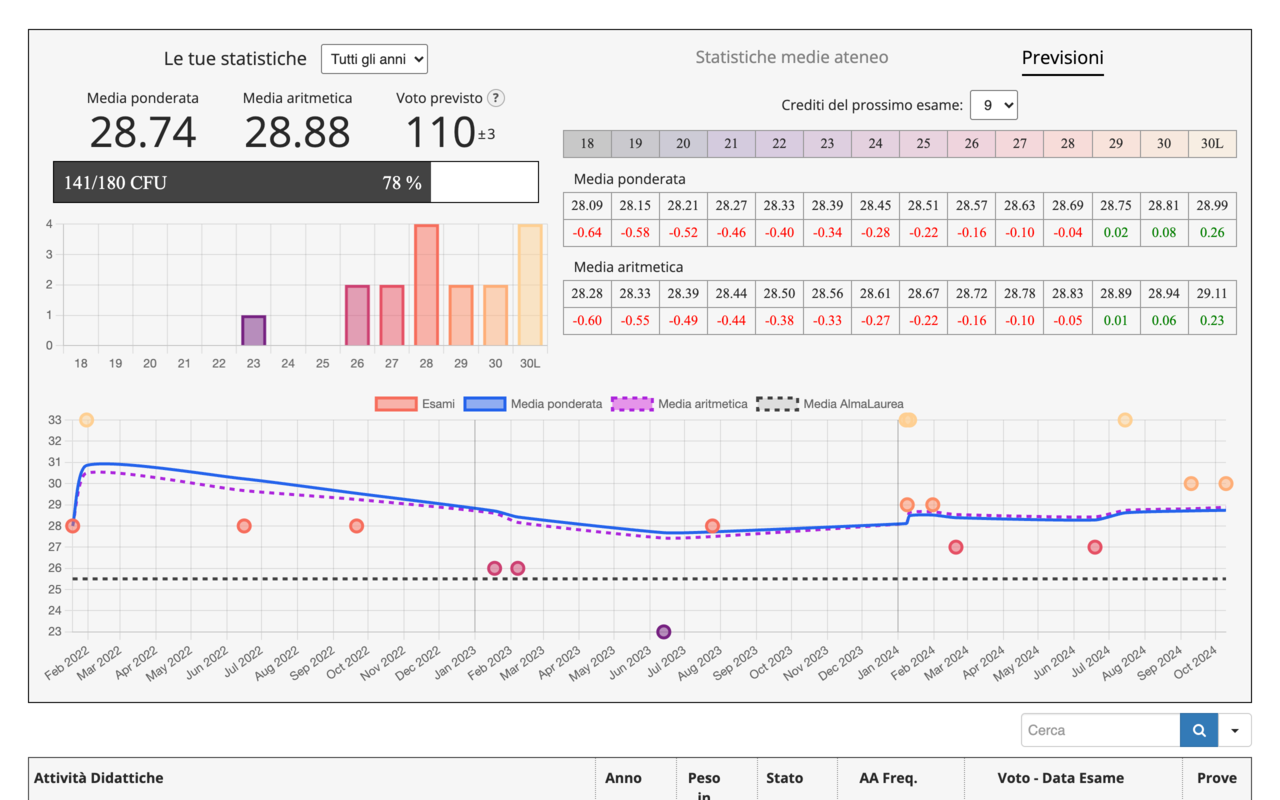 Le tue statistiche Tutti gli anni
Statistiche medie ateneo Previsioni
Media ponderata Media aritmetica Voto previsto ?
28.74 28.88 110 ±3
141/180 CFU 78 %
4
3
2
1
0
18 19 20 21 22 23 24 25 26 27 28 29 30 30L
Crediti del prossimo esame: 9
18 19 20 21 22 23 24 25 26 27 28 29 30 30L
Media ponderata
28.09 28.15 28.21 28.27 28.33 28.39 28.45 28.51 28.57 28.63 28.69 28.75 28.81 28.99
-0.64 -0.58 -0.52 -0.46 -0.40 -0.34 -0.28 -0.22 -0.16 -0.10 -0.04 0.02 0.08 0.26
Media aritmetica
28.28 28.33 28.39 28.44 28.50 28.56 28.61 28.67 28.72 28.78 28.83 28.89 28.94 29.11
-0.60 -0.55 -0.49 -0.44 -0.38 -0.33 -0.27 -0.22 -0.16 -0.10 -0.05 0.01 0.06 0.23
Esami Media ponderata Media aritmetica Media AlmaLaurea
33
32
31
30
29
28
27
26
25
24
23
Feb 2022 Mar 2022 Apr 2022 May 2022 Jun 2022 Jul 2022 Aug 2022 Sep 2022 Oct 2022 Nov 2022 Dec 2022 Jan 2023 Feb 2023 Mar 2023 Apr 2023 May 2023 Jun 2023 Jul 2023 Aug 2023 Sep 2023 Oct 2023 Nov 2023 Dec 2023 Jan 2024 Feb 2024 Mar 2024 Apr 2024 May 2024 Jun 2024 Jul 2024 Aug 2024 Sep 2024 Oct 2024
Cerca
Attività Didattiche Anno Peso Stato AA Freq. Voto - Data Esame Prove
in